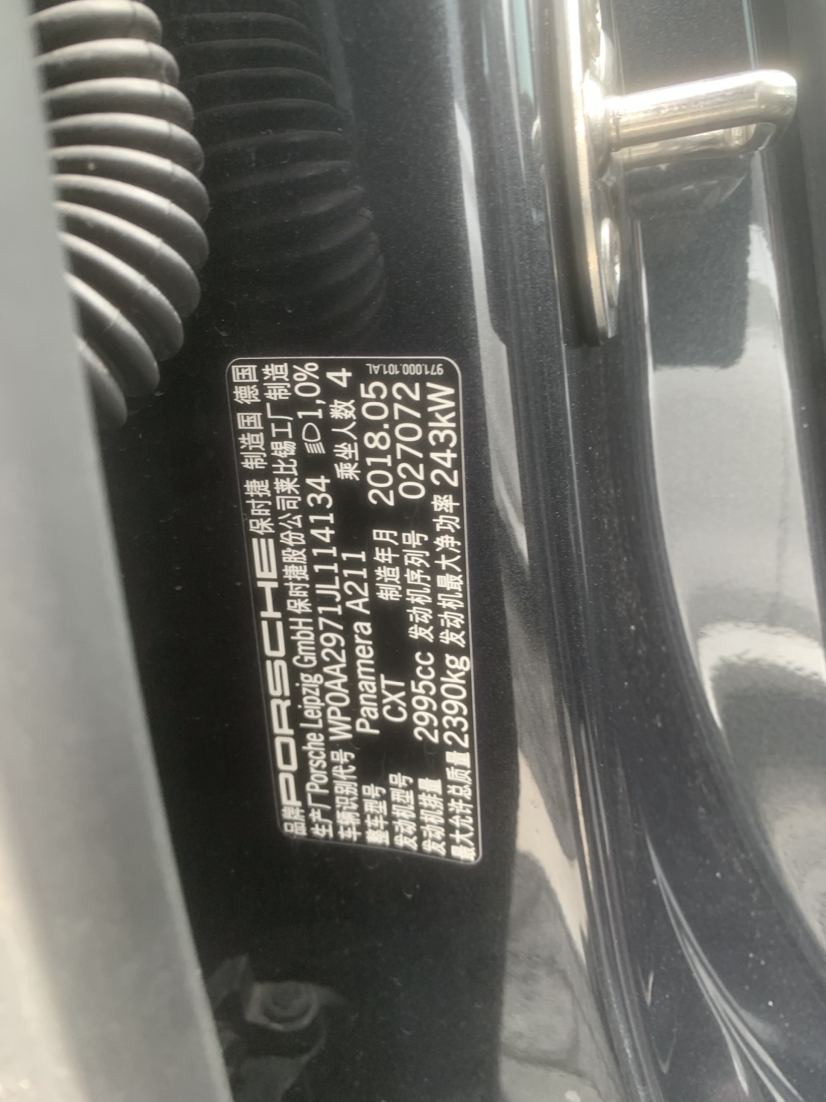 品牌 PORSCHE 保时捷 制造国 德国
生产厂 Porsche Leipzig GmbH 保时捷股份公司莱比锡工厂制造
车辆识别代号 WP0AA2971JL114134 1,0%
整车型号 Panamera A211 乘坐人数 4
发动机型号 CXT 制造年月 2018.05
发动机排量 2995cc 发动机序列号 027072
最大允许总质量 2390kg 发动机最大净功率 243kW
971.000.101.AL